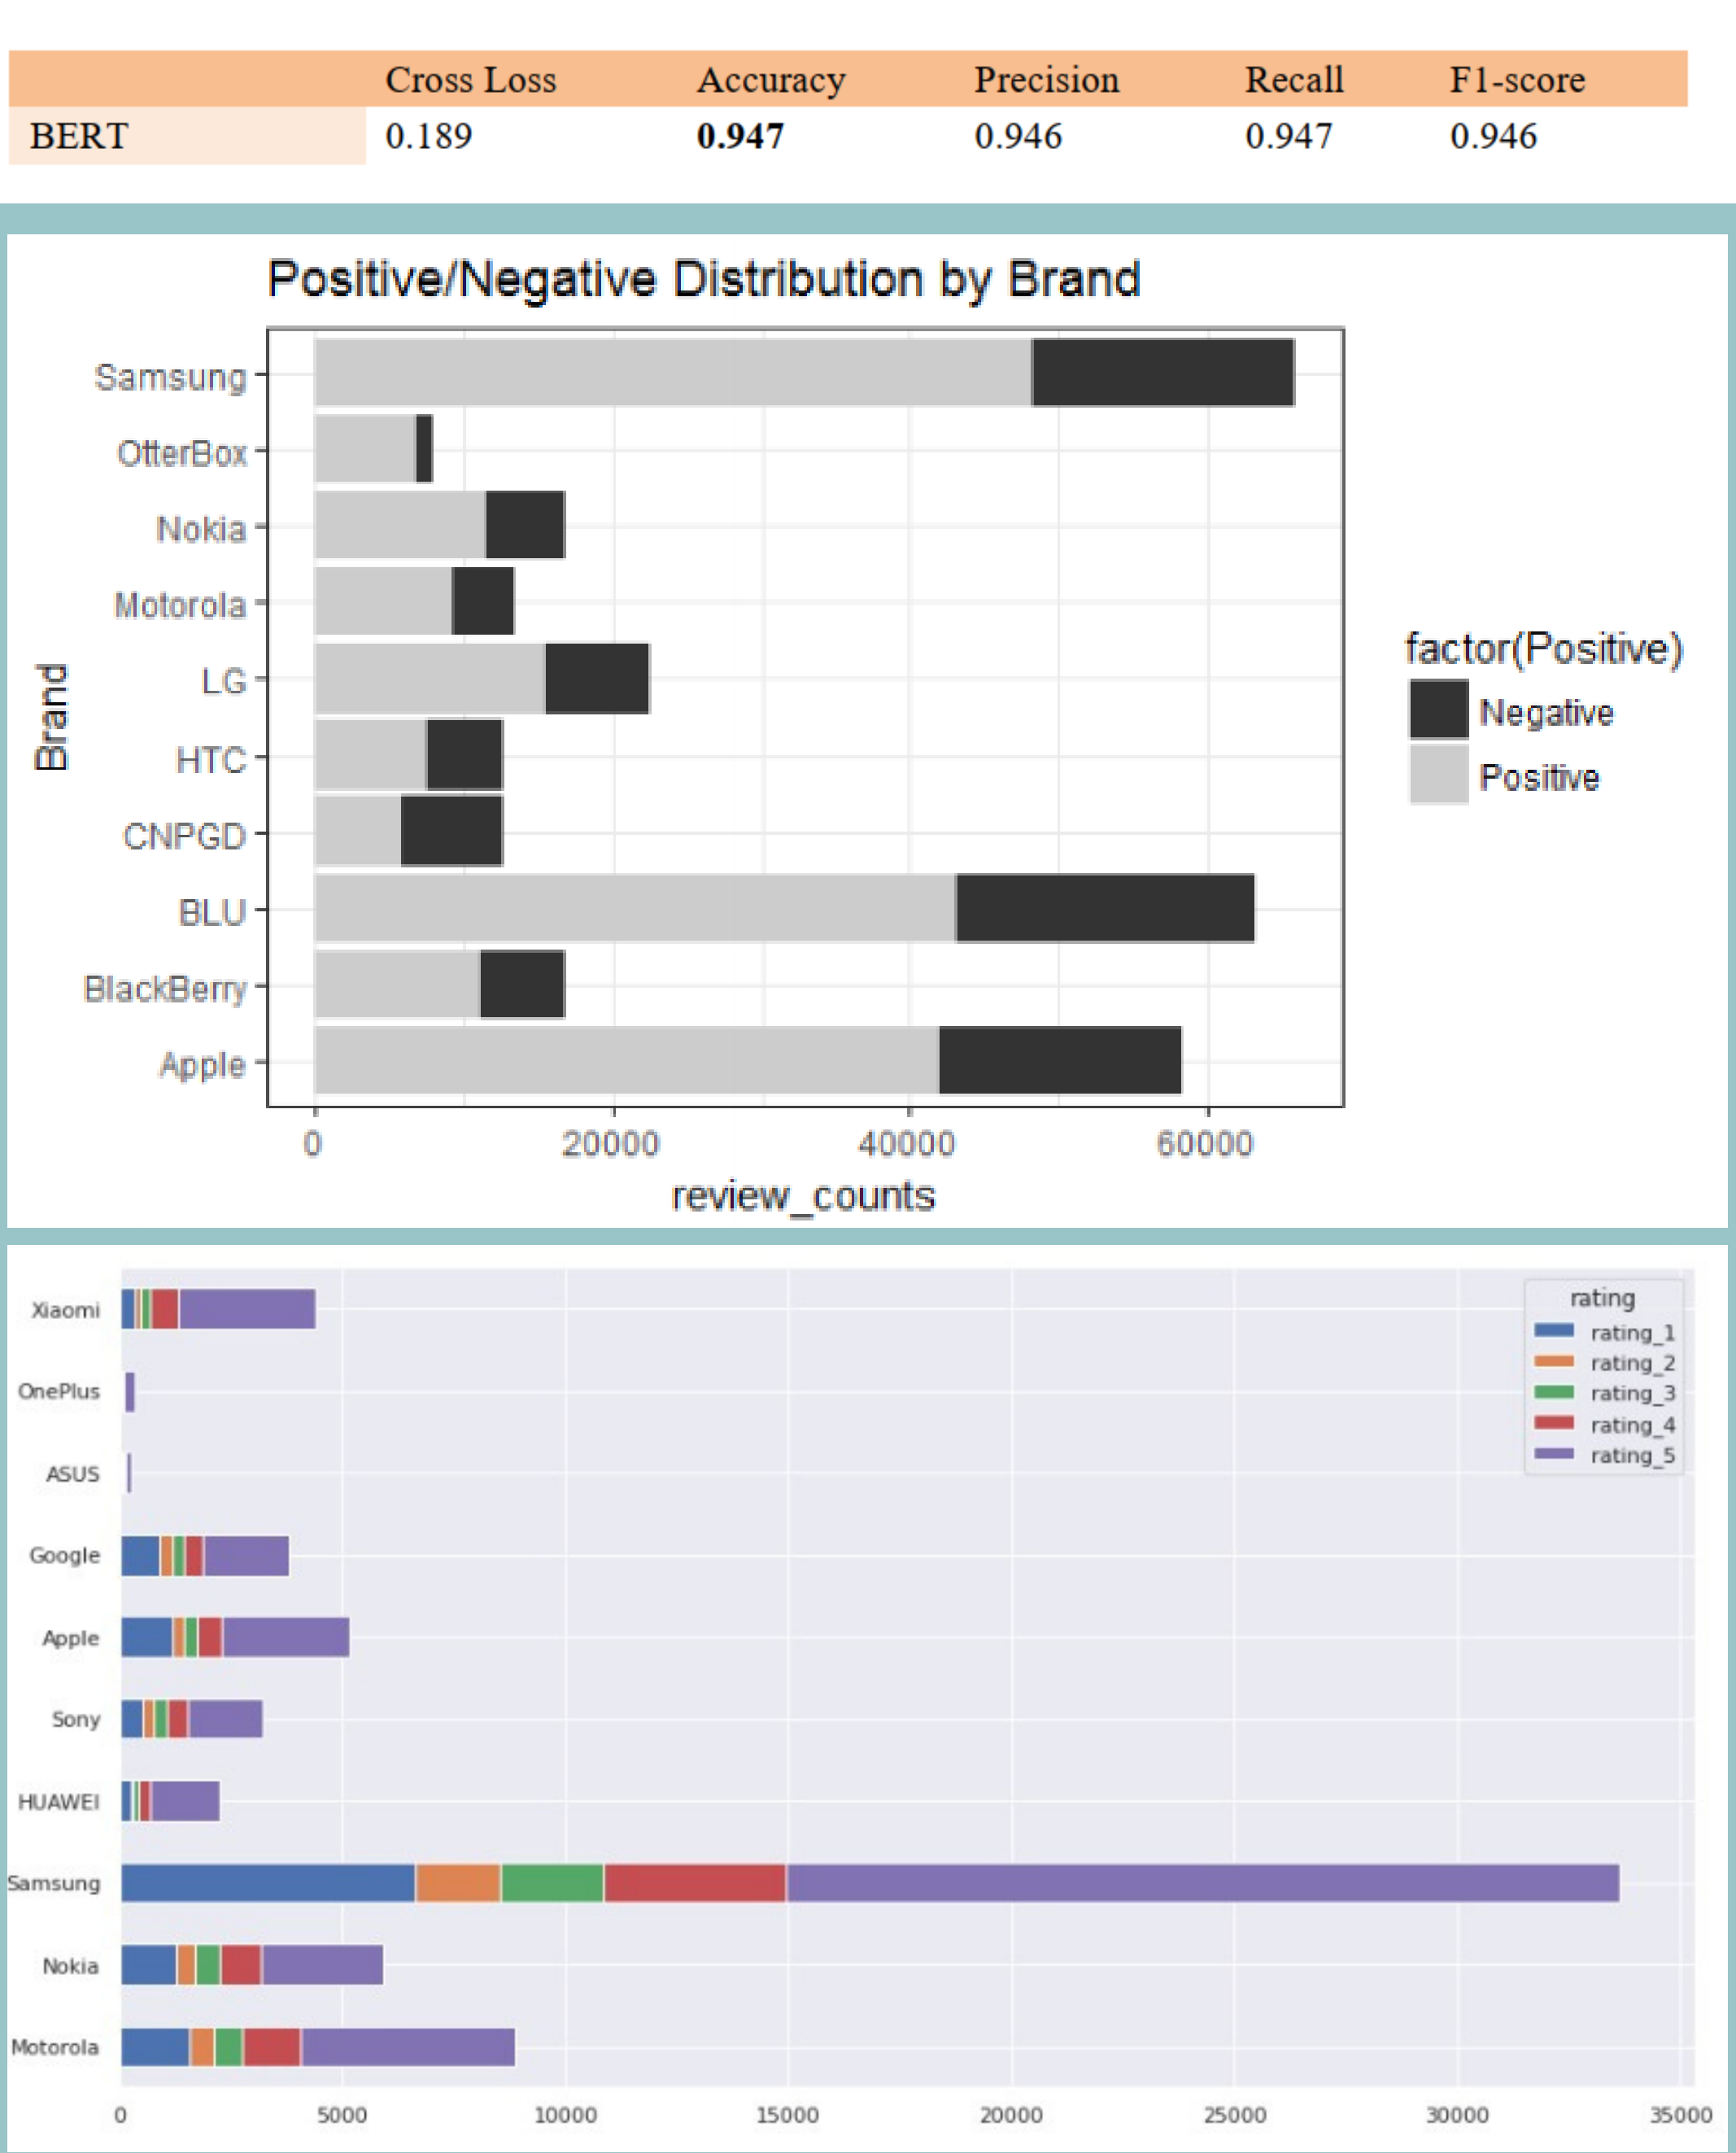 Cross Loss Accuracy Precision Recall F1-score
BERT 0.189 0.947 0.946 0.947 0.946
Positive/Negative Distribution by Brand
Samsung
OtterBox
Nokia
Motorola
LG
HTC
CNPGD
BLU
BlackBerry
Apple
Brand
0 20000 40000 60000
review_counts
factor(Positive)
Negative
Positive
Xiaomi
OnePlus
ASUS
Google
Apple
Sony
HUAWEI
Samsung
Nokia
Motorola
0 5000 10000 15000 20000 25000 30000 35000
rating
rating_1
rating_2
rating_3
rating_4
rating_5